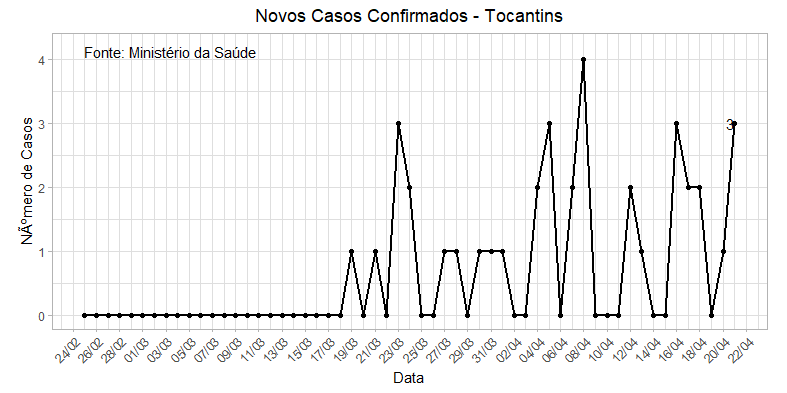 Novos Casos Confirmados - Tocantins
Fonte: Ministério da Saúde
NÃºmero de Casos
4
3
2
1
0
3
24/02 26/02 28/02 01/03 03/03 05/03 07/03 09/03 11/03 13/03 15/03 17/03 19/03 21/03 23/03 25/03 27/03 29/03 31/03 02/04 04/04 06/04 08/04 10/04 12/04 14/04 16/04 18/04 20/04 22/04
Data